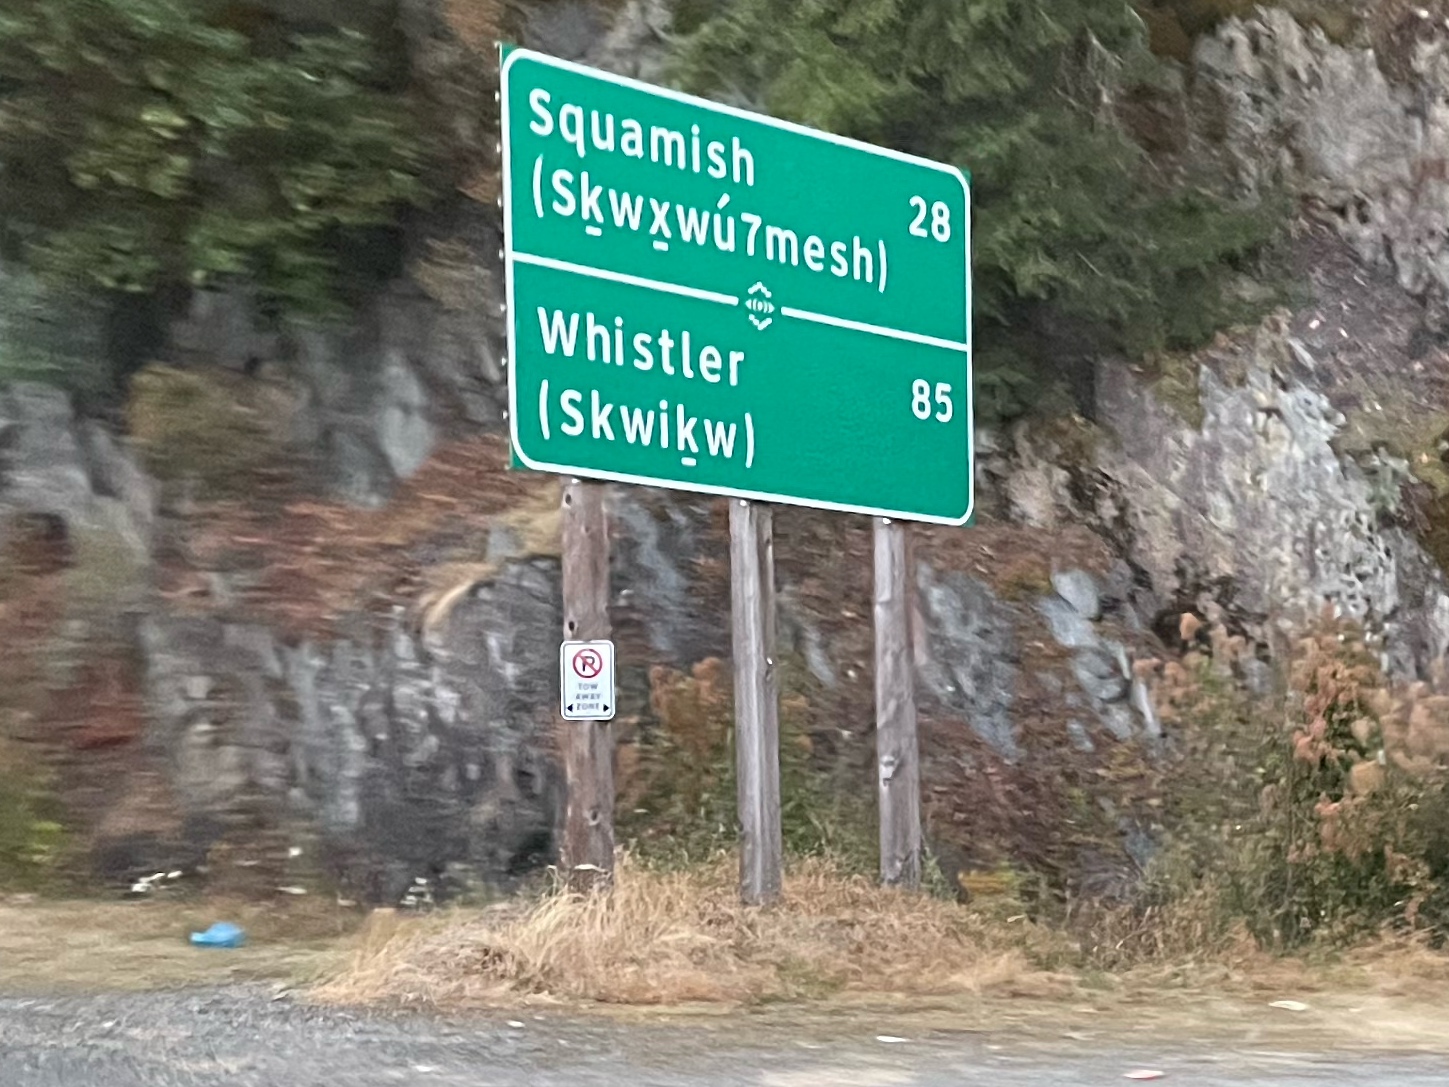 Squamish
(Sḵwx̱wú7mesh) 28
Whistler
(Skwiḵw) 85
P
TOW
AWAY
ZONE